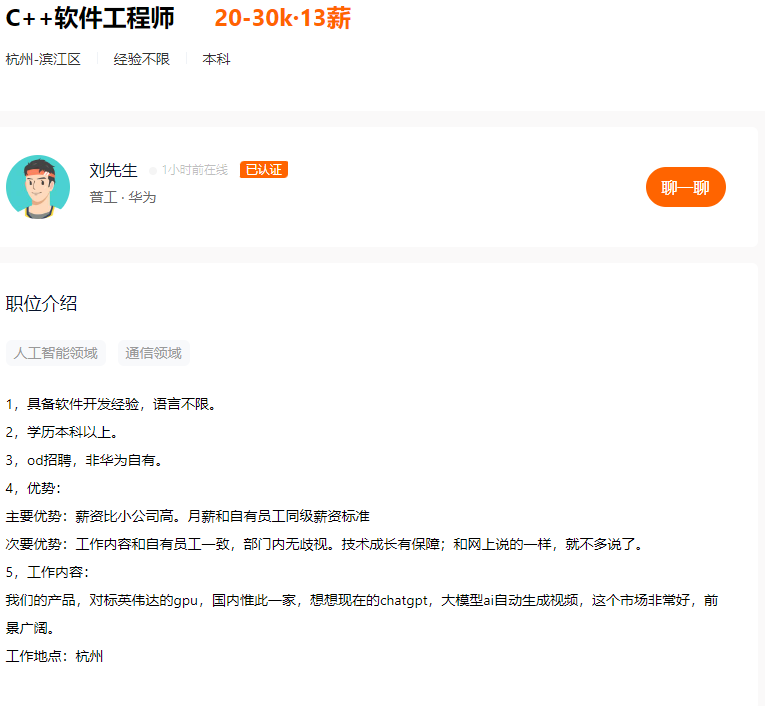 C++软件工程师 20-30k·13薪
杭州-滨江区 经验不限 本科
刘先生 1小时前在线 已认证
普工 · 华为
聊一聊
职位介绍
人工智能领域 通信领域
1，具备软件开发经验，语言不限。
2，学历本科以上。
3，od招聘，非华为自有。
4，优势：
主要优势：薪资比小公司高。月薪和自有员工同级薪资标准
次要优势：工作内容和自有员工一致，部门内无歧视。技术成长有保障；和网上说的一样，就不多说了。
5，工作内容：
我们的产品，对标英伟达的gpu，国内惟此一家，想想现在的chatgpt，大模型ai自动生成视频，这个市场非常好，前
景广阔。
工作地点：杭州